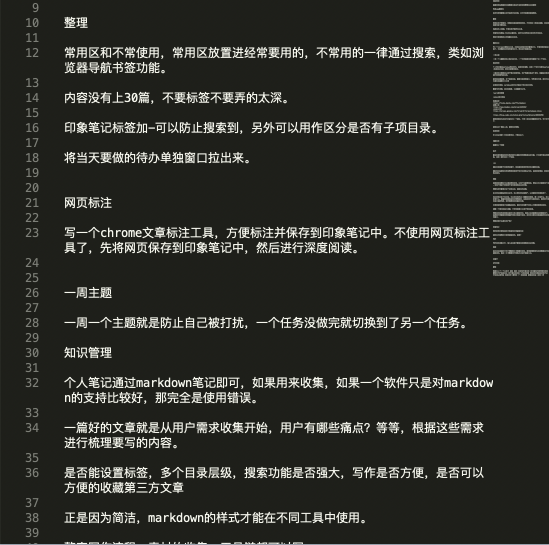 9
10 整理
11
12 常用区和不常使用，常用区放置进经常要用的，不常用的一律通过搜索，类如浏
览器导航书签功能。
13
14 内容没有上30篇，不要标签不要弄的太深。
15
16 印象笔记标签加-可以防止搜索到，另外可以用作区分是否有子项目录。
17
18 将当天要做的待办单独窗口拉出来。
19
20
21 网页标注
22
23 写一个chrome文章标注工具，方便标注并保存到印象笔记中。不使用网页标注工
具了，先将网页保存到印象笔记中，然后进行深度阅读。
24
25
26 一周主题
27
28 一周一个主题就是防止自己被打扰，一个任务没做完就切换到了另一个任务。
29
30 知识管理
31
32 个人笔记通过markdown笔记即可，如果用来收集，如果一个软件只是对markdow
n的支持比较好，那完全是使用错误。
33
34 一篇好的文章就是从用户需求收集开始，用户有哪些痛点？等等，根据这些需求
进行梳理要写的内容。
35
36 是否能设置标签，多个目录层级，搜索功能是否强大，写作是否方便，是否可以
方便的收藏第三方文章
37
38 正是因为简洁，markdown的样式才能在不同工具中使用。
39